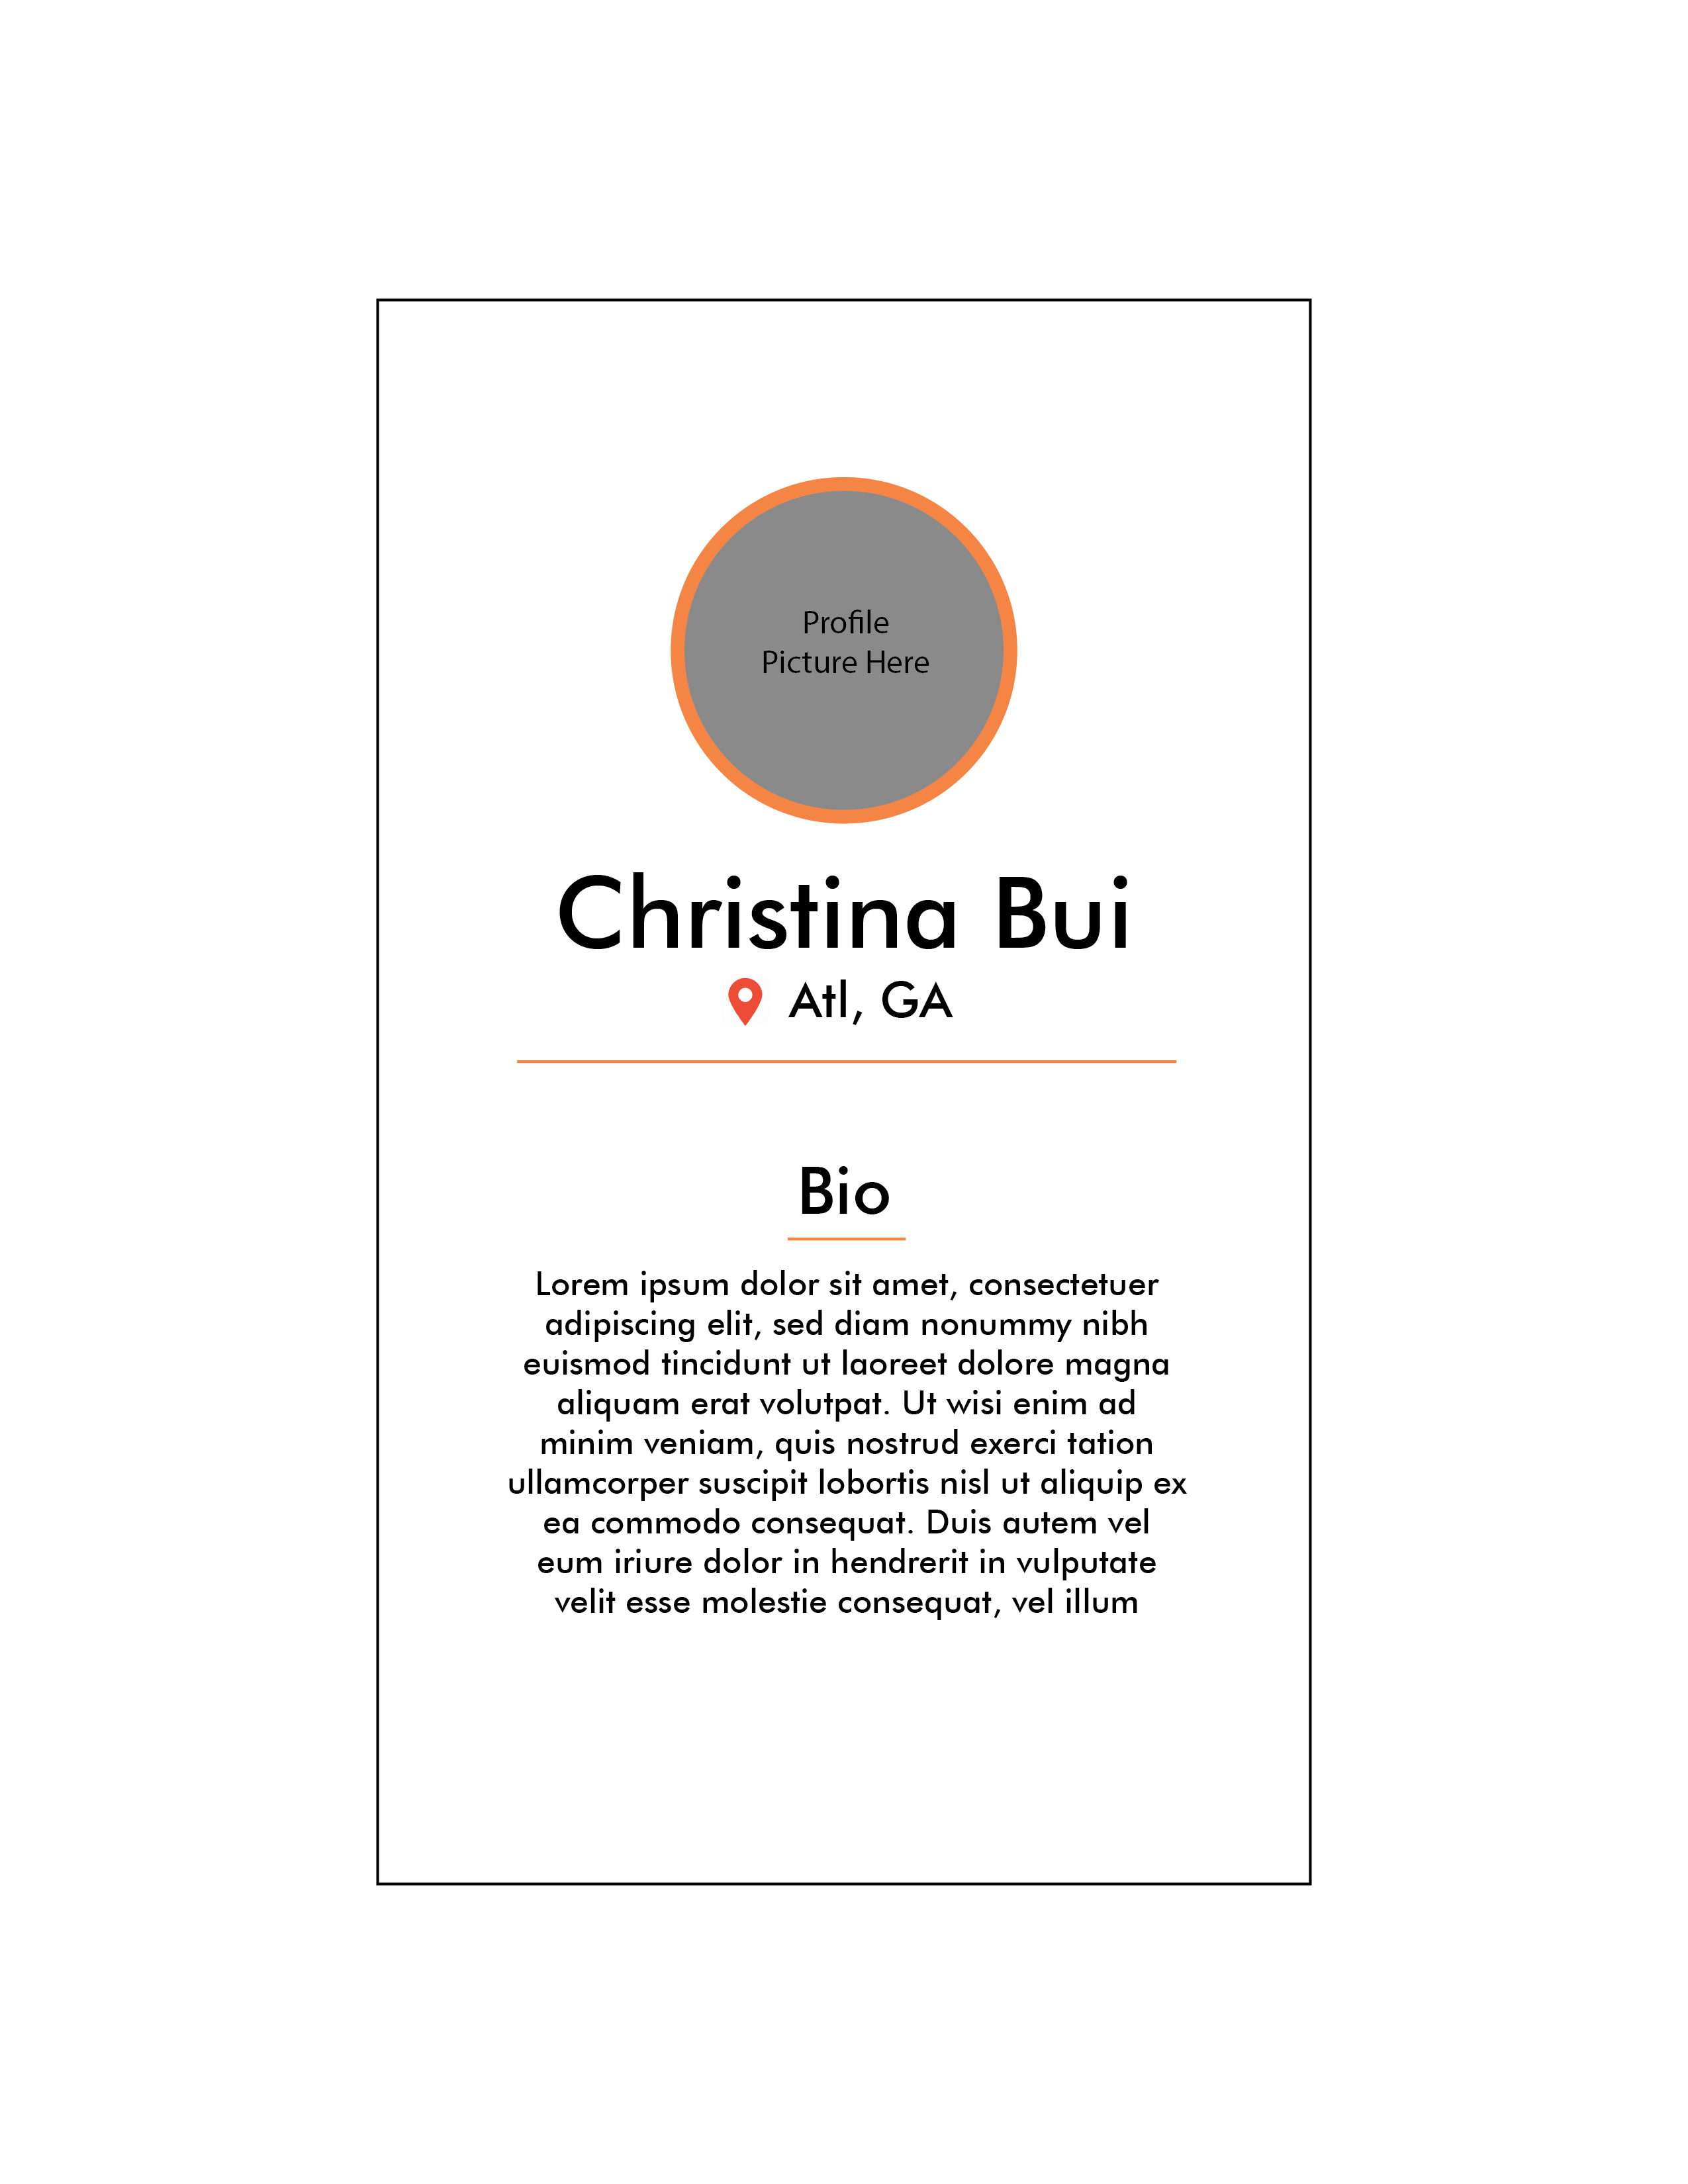 Profile
Picture Here
Christina Bui
Atl, GA
Bio
Lorem ipsum dolor sit amet, consectetuer
adipiscing elit, sed diam nonummy nibh
euismod tincidunt ut laoreet dolore magna
aliquam erat volutpat. Ut wisi enim ad
minim veniam, quis nostrud exerci tation
ullamcorper suscipit lobortis nisl ut aliquip ex
ea commodo consequat. Duis autem vel
eum iriure dolor in hendrerit in vulputate
velit esse molestie consequat, vel illum